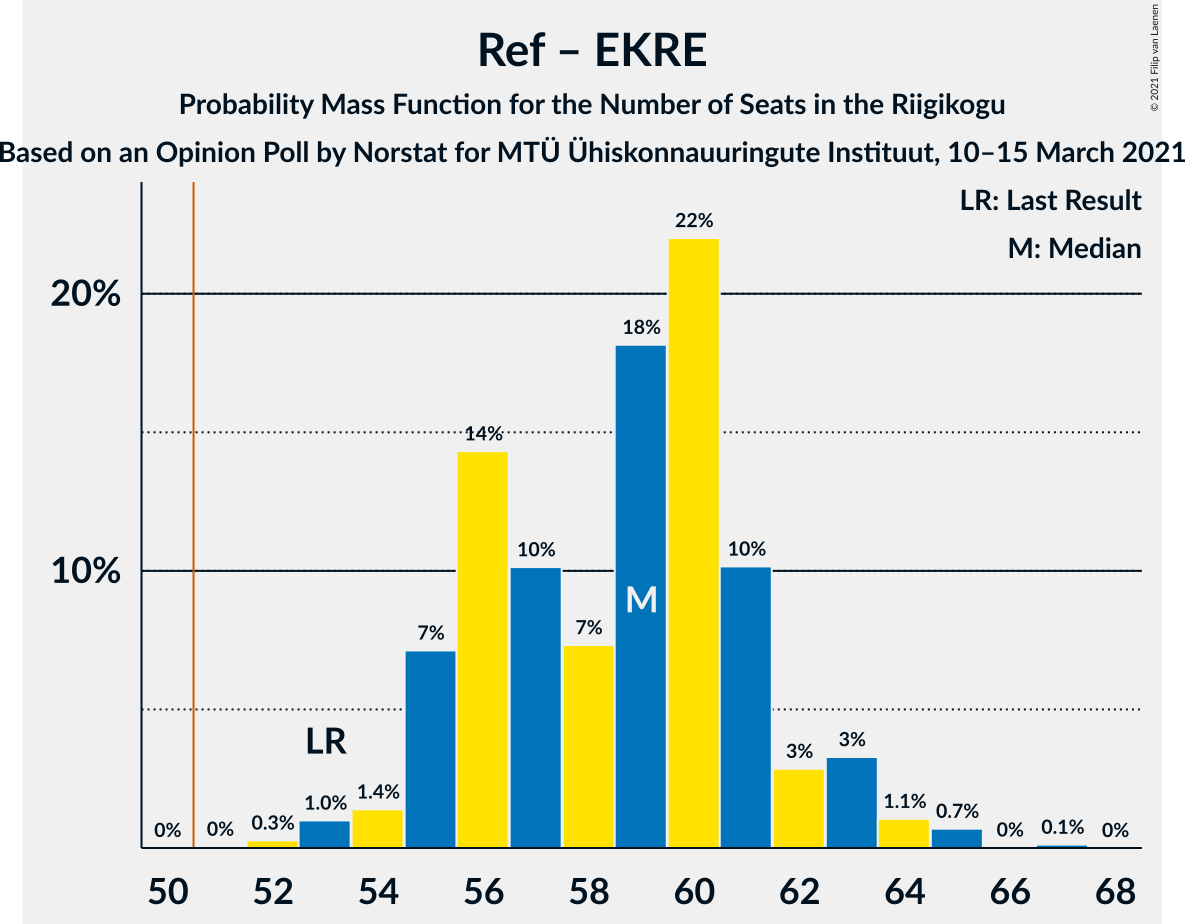 Ref – EKRE
Probability Mass Function for the Number of Seats in the Riigikogu
Based on an Opinion Poll by Norstat for MTÜ Ühiskonnauuringute Instituut, 10–15 March 2021
© 2021 Filip van Laenen
LR: Last Result
M: Median
22%
20%
18%
14%
10%
10%
10%
M
7%
7%
LR
3%
3%
1.4%
1.1%
1.0%
0.7%
0.3%
0%
0%
0%
0.1%
0%
50 52 54 56 58 60 62 64 66 68